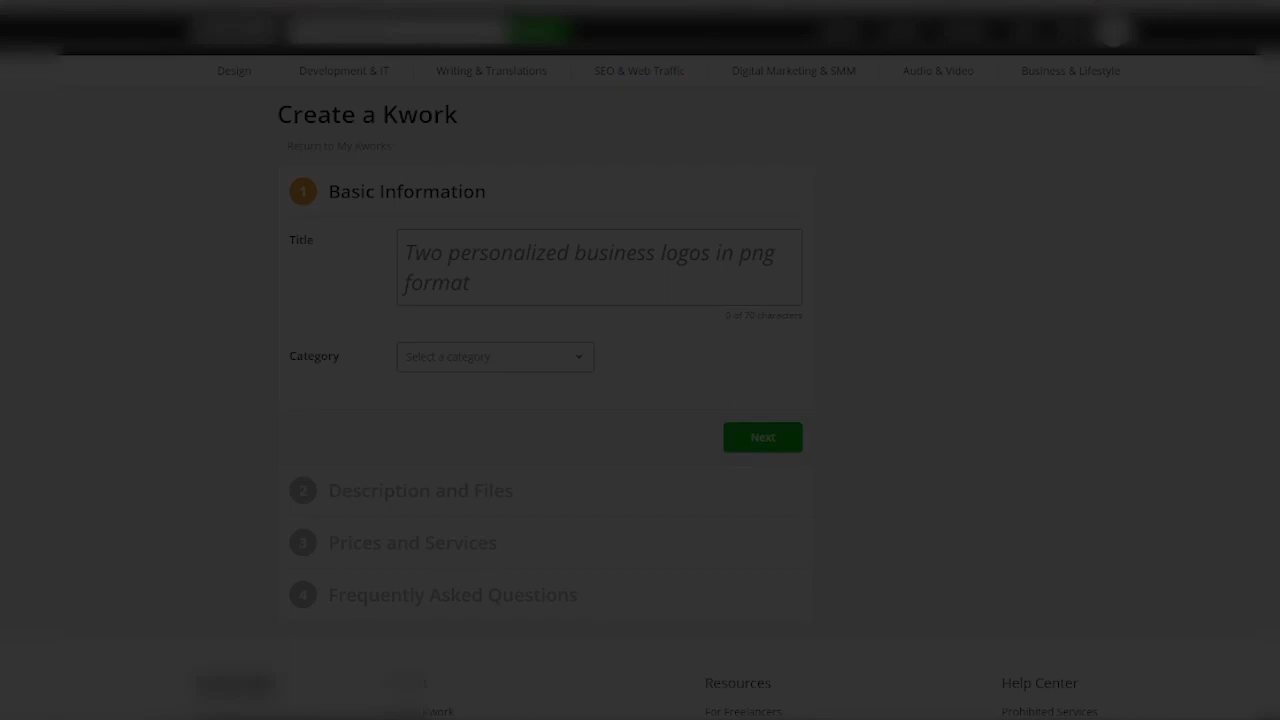 Design Development & IT Writing & Translations SEO & Web Traffic Digital Marketing & SMM Audio & Video Business & Lifestyle
Create a Kwork
Return to My Kworks
1 Basic Information
Title
Two personalized business logos in png
format
0 of 70 characters
Category
Select a category
Next
2 Description and Files
3 Prices and Services
4 Frequently Asked Questions
Resources Help Center
For Freelancers Prohibited Services